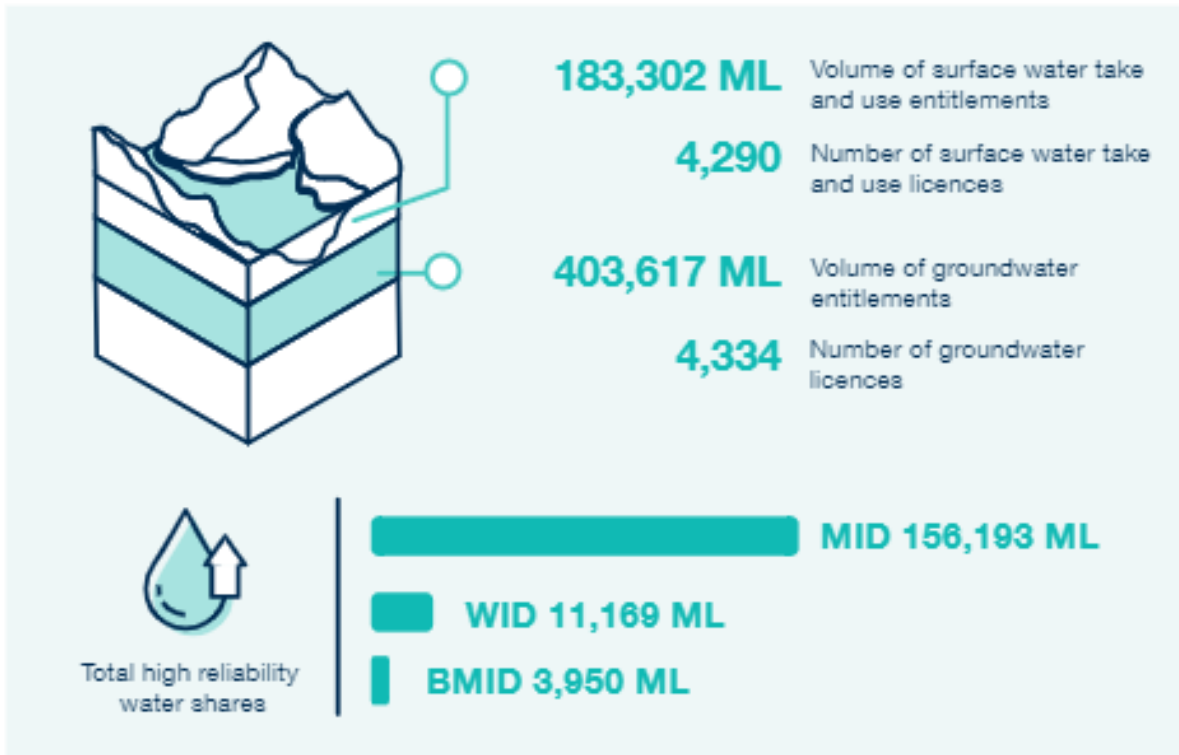 183,302 ML
Volume of surface water take
and use entitlements
4,290
Number of surface water take
and use licences
403,617 ML
Volume of groundwater
entitlements
4,334
Number of groundwater
licences
Total high reliability
water shares
MID 156,193 ML
WID 11,169 ML
BMID 3,950 ML